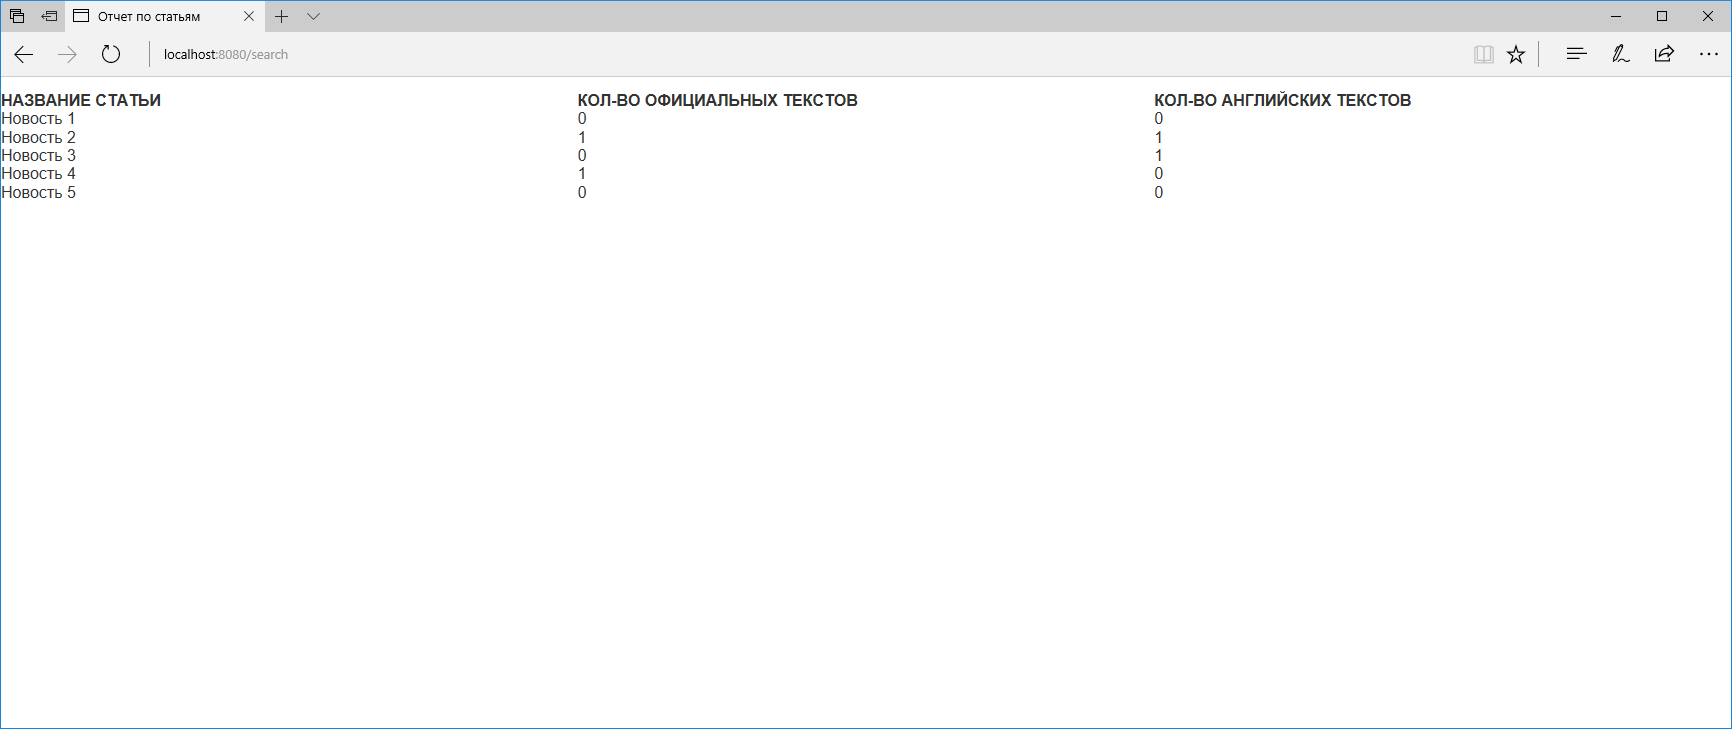 Отчет по статьям
localhost:8080/search
НАЗВАНИЕ СТАТЬИ КОЛ-ВО ОФИЦИАЛЬНЫХ ТЕКСТОВ КОЛ-ВО АНГЛИЙСКИХ ТЕКСТОВ
Новость 1 0 0
Новость 2 1 1
Новость 3 0 1
Новость 4 1 0
Новость 5 0 0